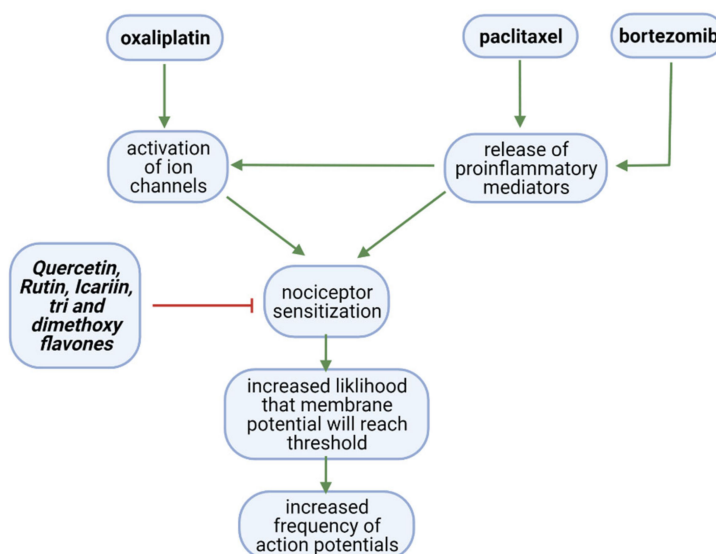 oxaliplatin
paclitaxel
bortezomib
activation
of ion
channels
release of
proinflammatory
mediators
Quercetin,
Rutin, Icariin,
tri and
dimethoxy
flavones
nociceptor
sensitization
increased liklihood
that membrane
potential will reach
threshold
increased
frequency of
action potentials